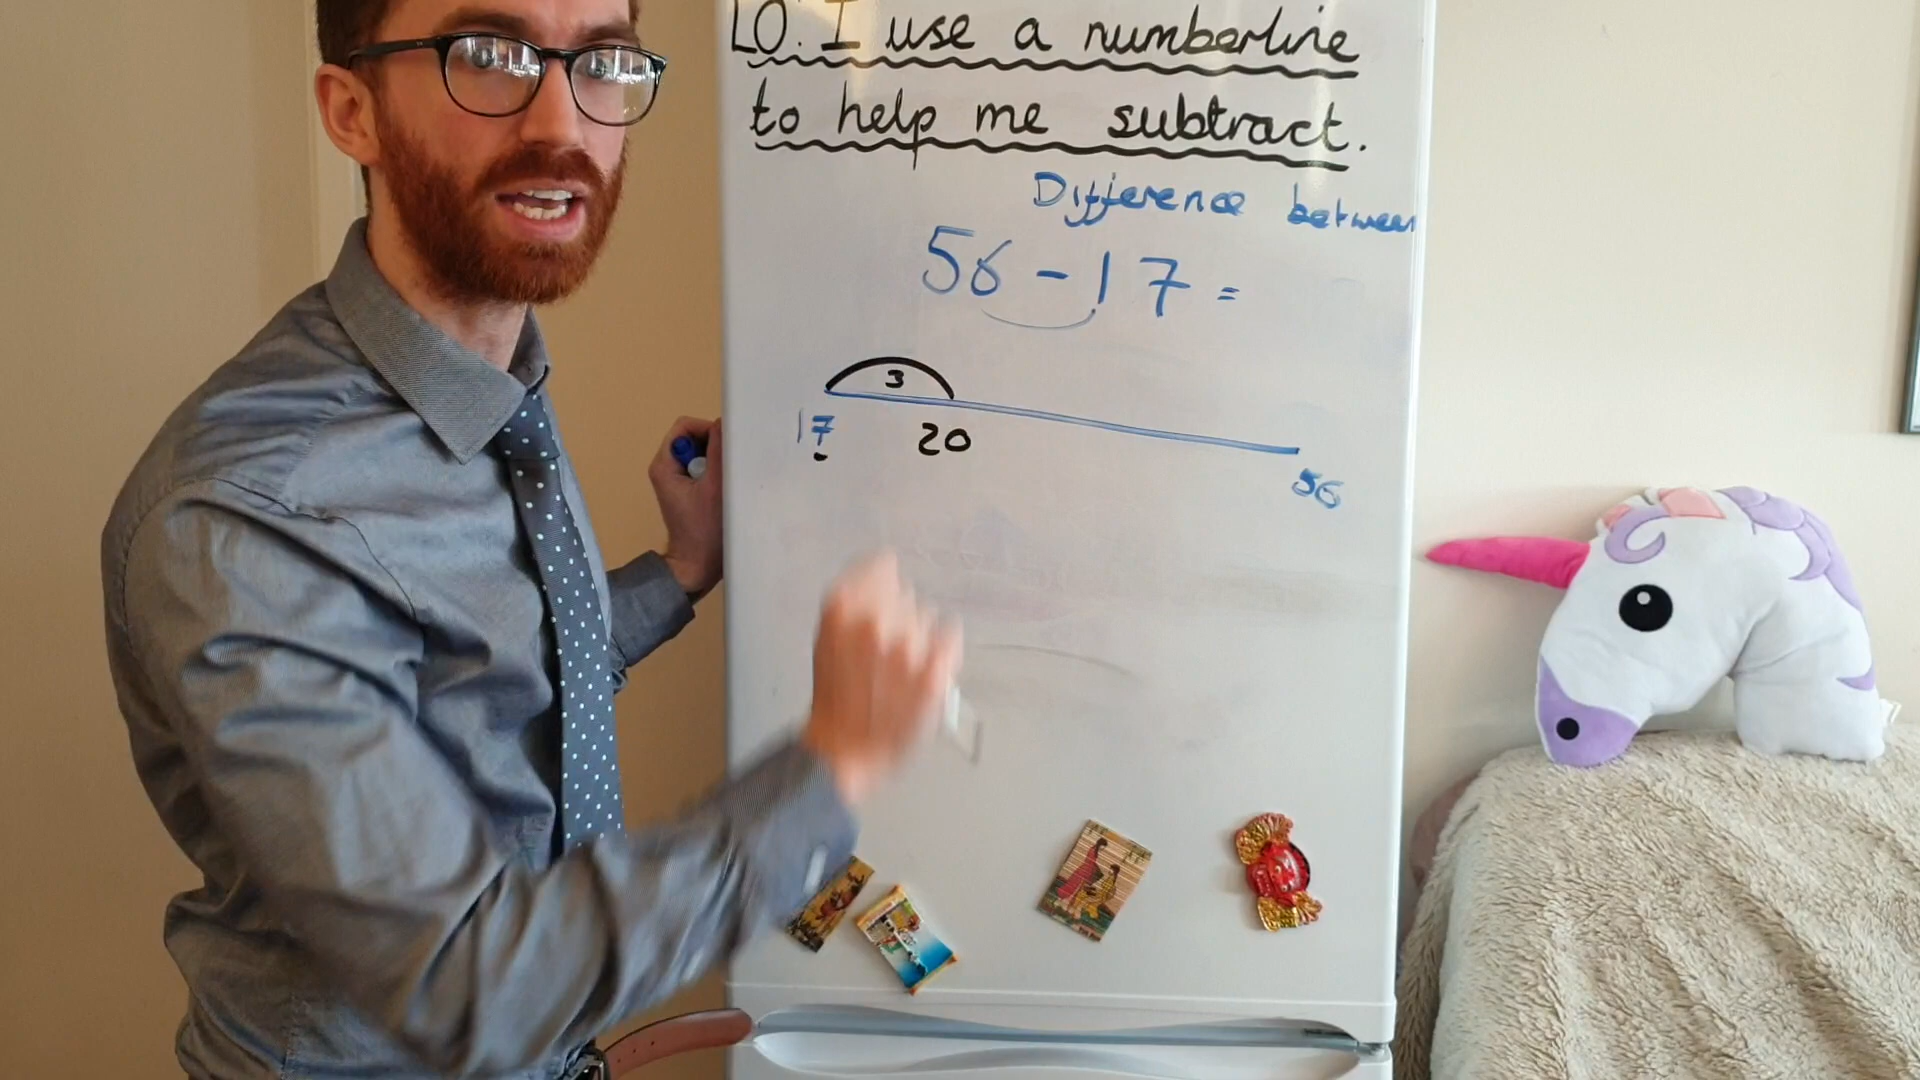 LO: I use a numberline
to help me subtract.
Difference between
56 - 17 =
3
17 20 56